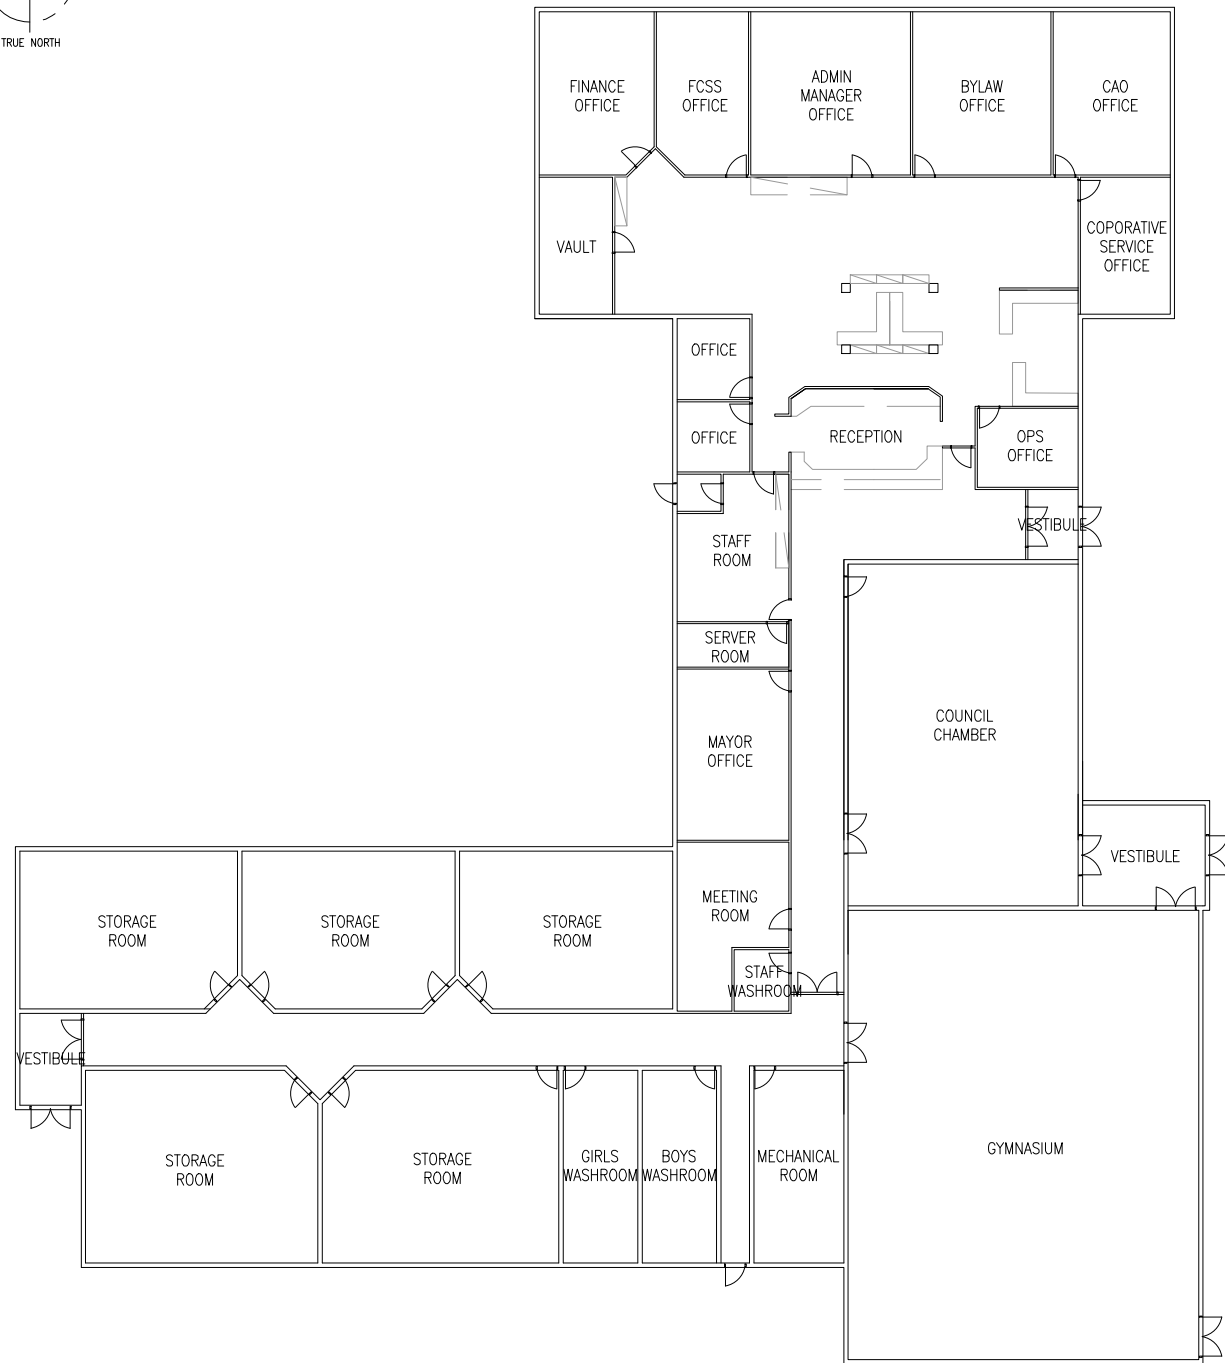 TRUE NORTH
FINANCE
OFFICE
FCSS
OFFICE
ADMIN
MANAGER
OFFICE
BYLAW
OFFICE
CAO
OFFICE
VAULT
COPORATIVE
SERVICE
OFFICE
OFFICE
OFFICE
RECEPTION
OPS
OFFICE
VESTIBULE
STAFF
ROOM
SERVER
ROOM
MAYOR
OFFICE
COUNCIL
CHAMBER
VESTIBULE
MEETING
ROOM
STORAGE
ROOM
STORAGE
ROOM
STORAGE
ROOM
STAFF
WASHROOM
VESTIBULE
STORAGE
ROOM
STORAGE
ROOM
GIRLS
WASHROOM
BOYS
WASHROOM
MECHANICAL
ROOM
GYMNASIUM